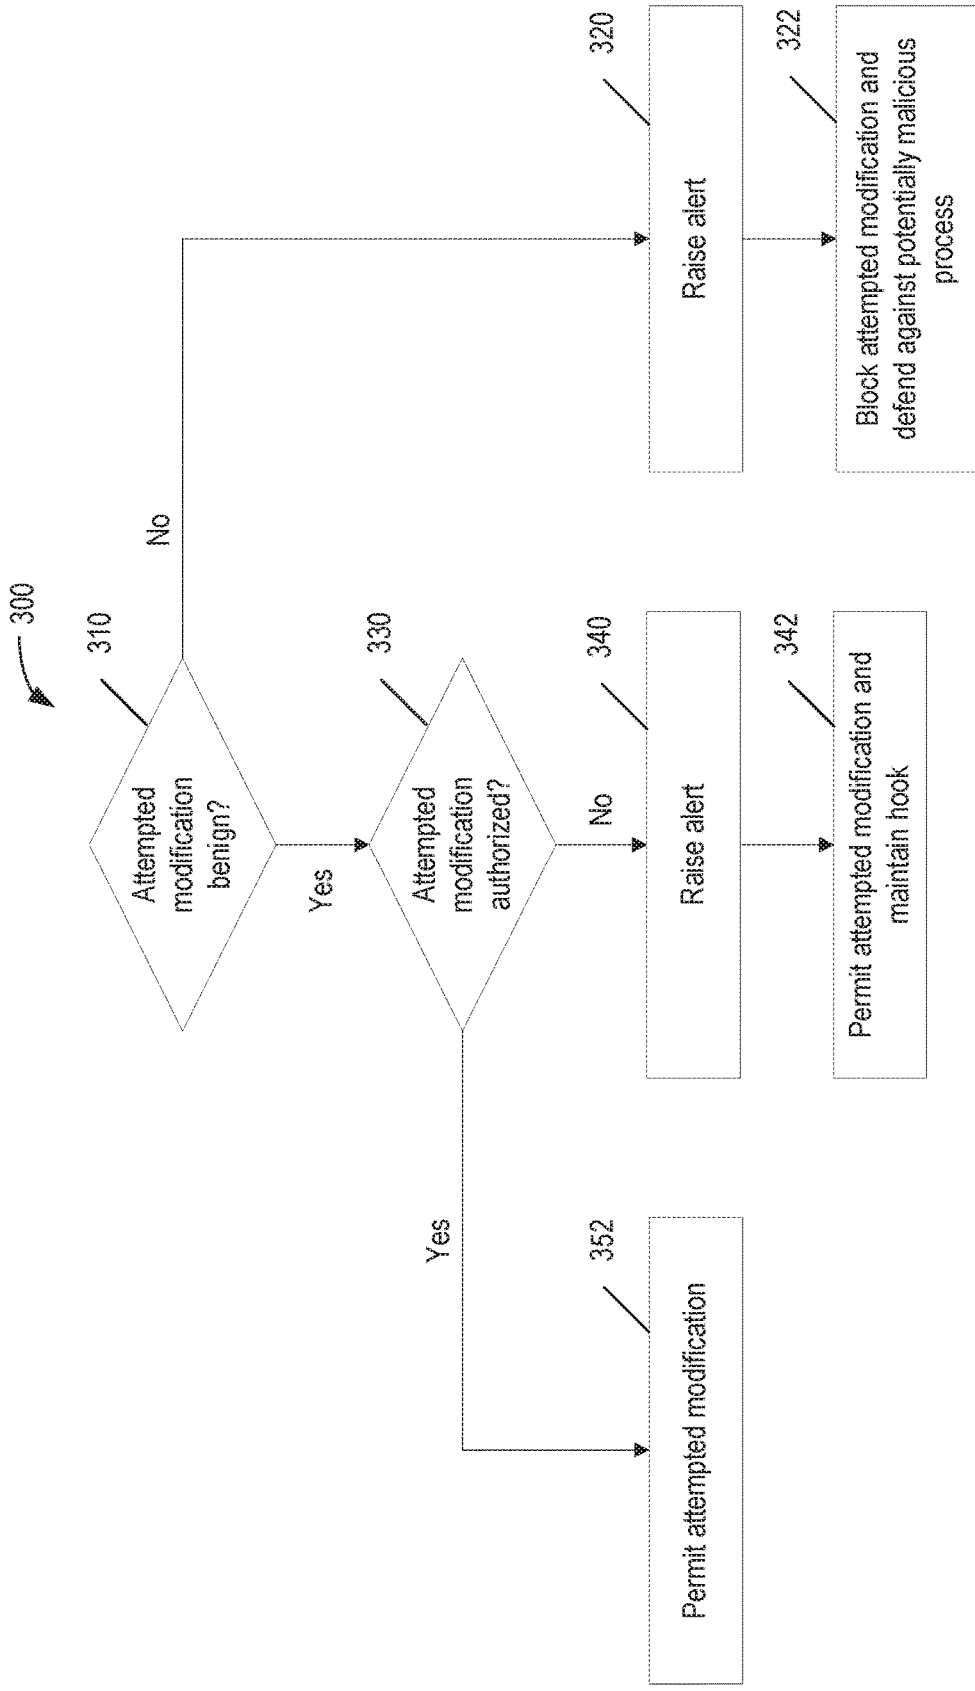 300
310
Attempted
modification
benign?
No
Yes
330
Attempted
modification
authorized?
Yes
No
352
Permit attempted modification
340
Raise alert
320
Raise alert
342
Permit attempted modification and
maintain hook
322
Block attempted modification and
defend against potentially malicious
process